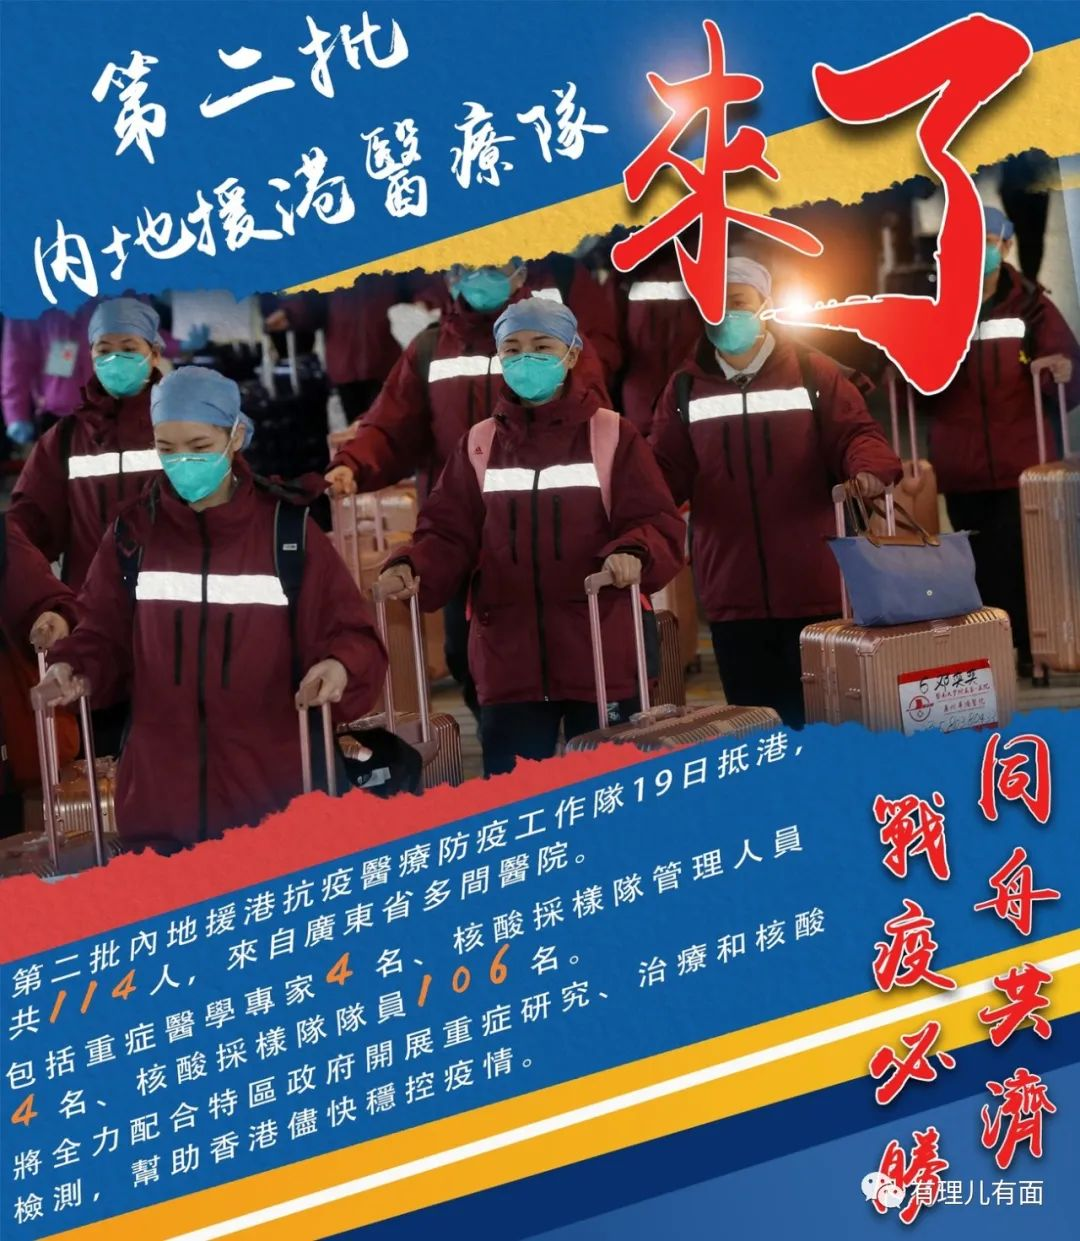 第二批
內地援港醫療隊
來了
5 邓
第二批內地援港抗疫醫療防疫工作隊19日抵港，
共114人，來自廣東省多間醫院。
包括重症醫學專家4名、核酸採樣隊管理人員
4名、核酸採樣隊隊員106名。
將全力配合特區政府開展重症研究、治療和核酸
檢測，幫助香港儘快穩控疫情。
同舟共濟
戰疫必勝
有理儿有面